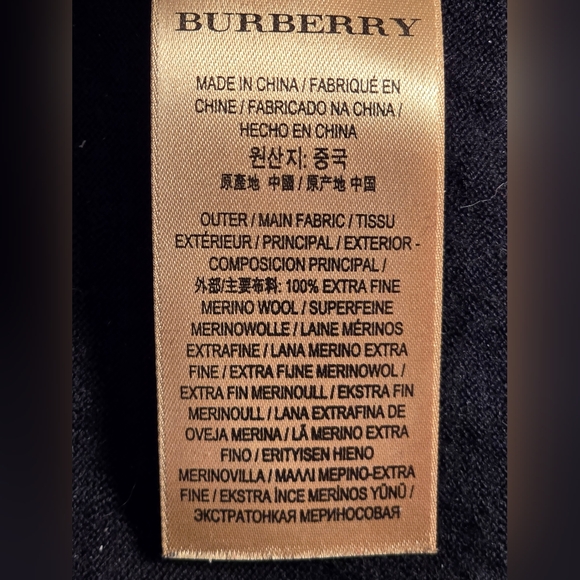 BURBERRY
MADE IN CHINA / FABRIQUÉ EN
CHINE / FABRICADO NA CHINA /
HECHO EN CHINA
원산지: 중국
原產地 中國 / 原产地 中国
OUTER / MAIN FABRIC / TISSU
EXTÉRIEUR / PRINCIPAL / EXTERIOR -
COMPOSICION PRINCIPAL /
外部/主要布料: 100% EXTRA FINE
MERINO WOOL / SUPERFEINE
MERINOWOLLE / LAINE MÉRINOS
EXTRAFINE / LANA MERINO EXTRA
FINE / EXTRA FIJNE MERINOWOL /
EXTRA FIN MERINOULL / EKSTRA FIN
MERINOULL / LANA EXTRAFINA DE
OVEJA MERINA / LÃ MERINO EXTRA
FINO / ERITYISEN HIENO
MERINOVILLA / ΜΑΛΛΙ ΜΕΡΙΝΟ-EXTRA
FINE / EKSTRA İNCE MERİNOS YÜNÜ /
ЭКСТРАТОНКАЯ МЕРИНОСОВАЯ